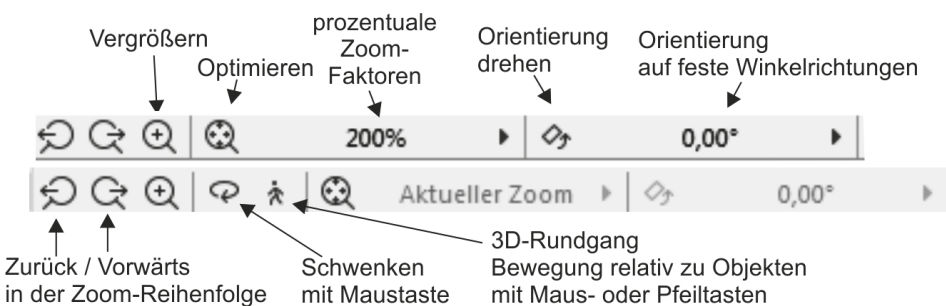 Vergrößern
Optimieren
prozentuale
Zoom-
Faktoren
Orientierung
drehen
Orientierung
auf feste Winkelrichtungen
200%
0,00°
Aktueller Zoom
0,00°
Zurück / Vorwärts
in der Zoom-Reihenfolge
Schwenken
mit Maustaste
3D-Rundgang
Bewegung relativ zu Objekten
mit Maus- oder Pfeiltasten